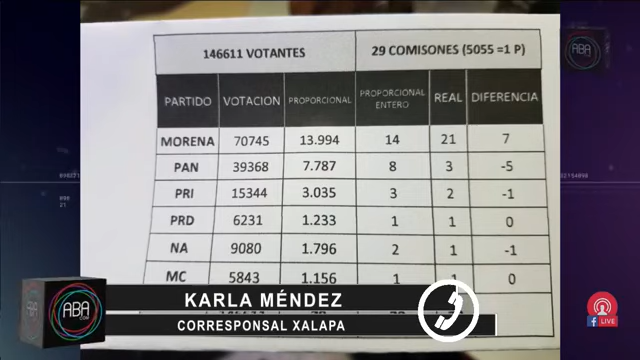 146611 VOTANTES 29 COMISONES (5055 =1 P)
PARTIDO VOTACION PROPORCIONAL PROPORCIONAL ENTERO REAL DIFERENCIA
MORENA 70745 13.994 14 21 7
PAN 39368 7.787 8 3 -5
PRI 15344 3.035 3 2 -1
PRD 6231 1.233 1 1 0
NA 9080 1.796 2 1 -1
MC 5843 1.156 1 1 0
ABA
KARLA MÉNDEZ
CORRESPONSAL XALAPA
LIVE